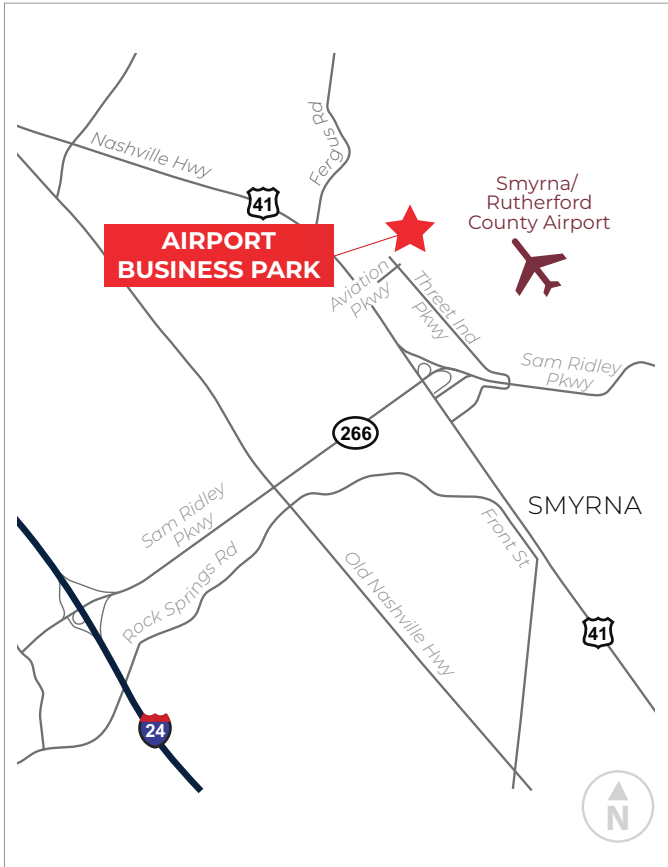 Nashville Hwy
Fergus Rd
41
Smyrna/
Rutherford
County Airport
AIRPORT
BUSINESS PARK
Aviation
Pkwy
Threet Ind
Pkwy
Sam Ridley
Pkwy
266
SMYRNA
Sam Ridley
Pkwy
Front St
Rock Springs Rd
Old Nashville Hwy
41
24
N